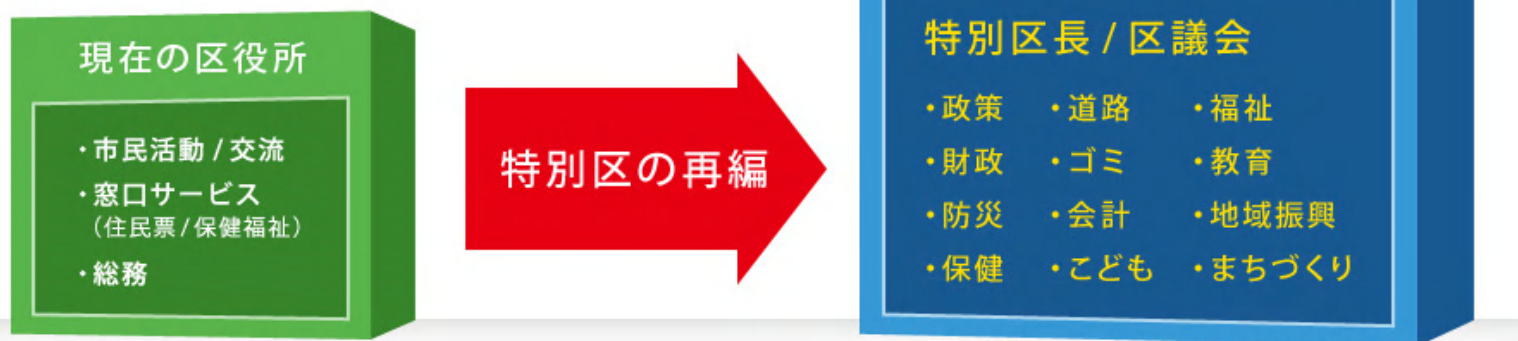 現在の区役所
・市民活動 / 交流
・窓口サービス
（住民票/保健福祉）
・総務
特別区の再編
特別区長 / 区議会
・政策 ・道路 ・福祉
・財政 ・ゴミ ・教育
・防災 ・会計 ・地域振興
・保健 ・こども ・まちづくり